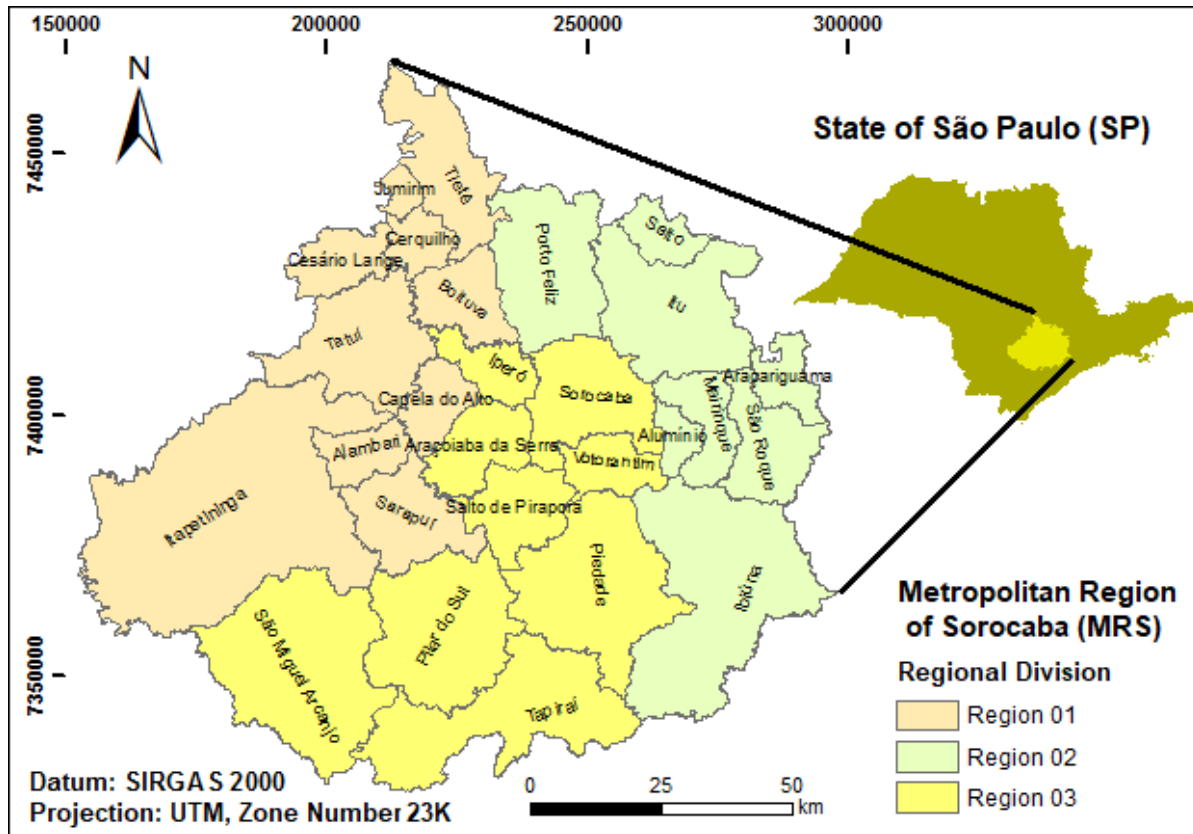 150000
200000
250000
300000
N
7450000
7400000
7350000
State of São Paulo (SP)
Jumirim
Tietê
Cerquilho
Cesário Lange
Boituva
Porto Feliz
Salto
Itu
Tatuí
Iperó
Sorocaba
Araçariguama
Mairinque
São Roque
Capela do Alto
Alumínio
Alambari
Araçoiaba da Serra
Votorantim
Itapetininga
Sarapuí
Salto de Pirapora
Piedade
Ibiúna
São Miguel Arcanjo
Pilar do Sul
Tapiraí
Metropolitan Region
of Sorocaba (MRS)
Regional Division
Region 01
Region 02
Region 03
Datum: SIRGAS 2000
Projection: UTM, Zone Number 23K
0
25
50
km